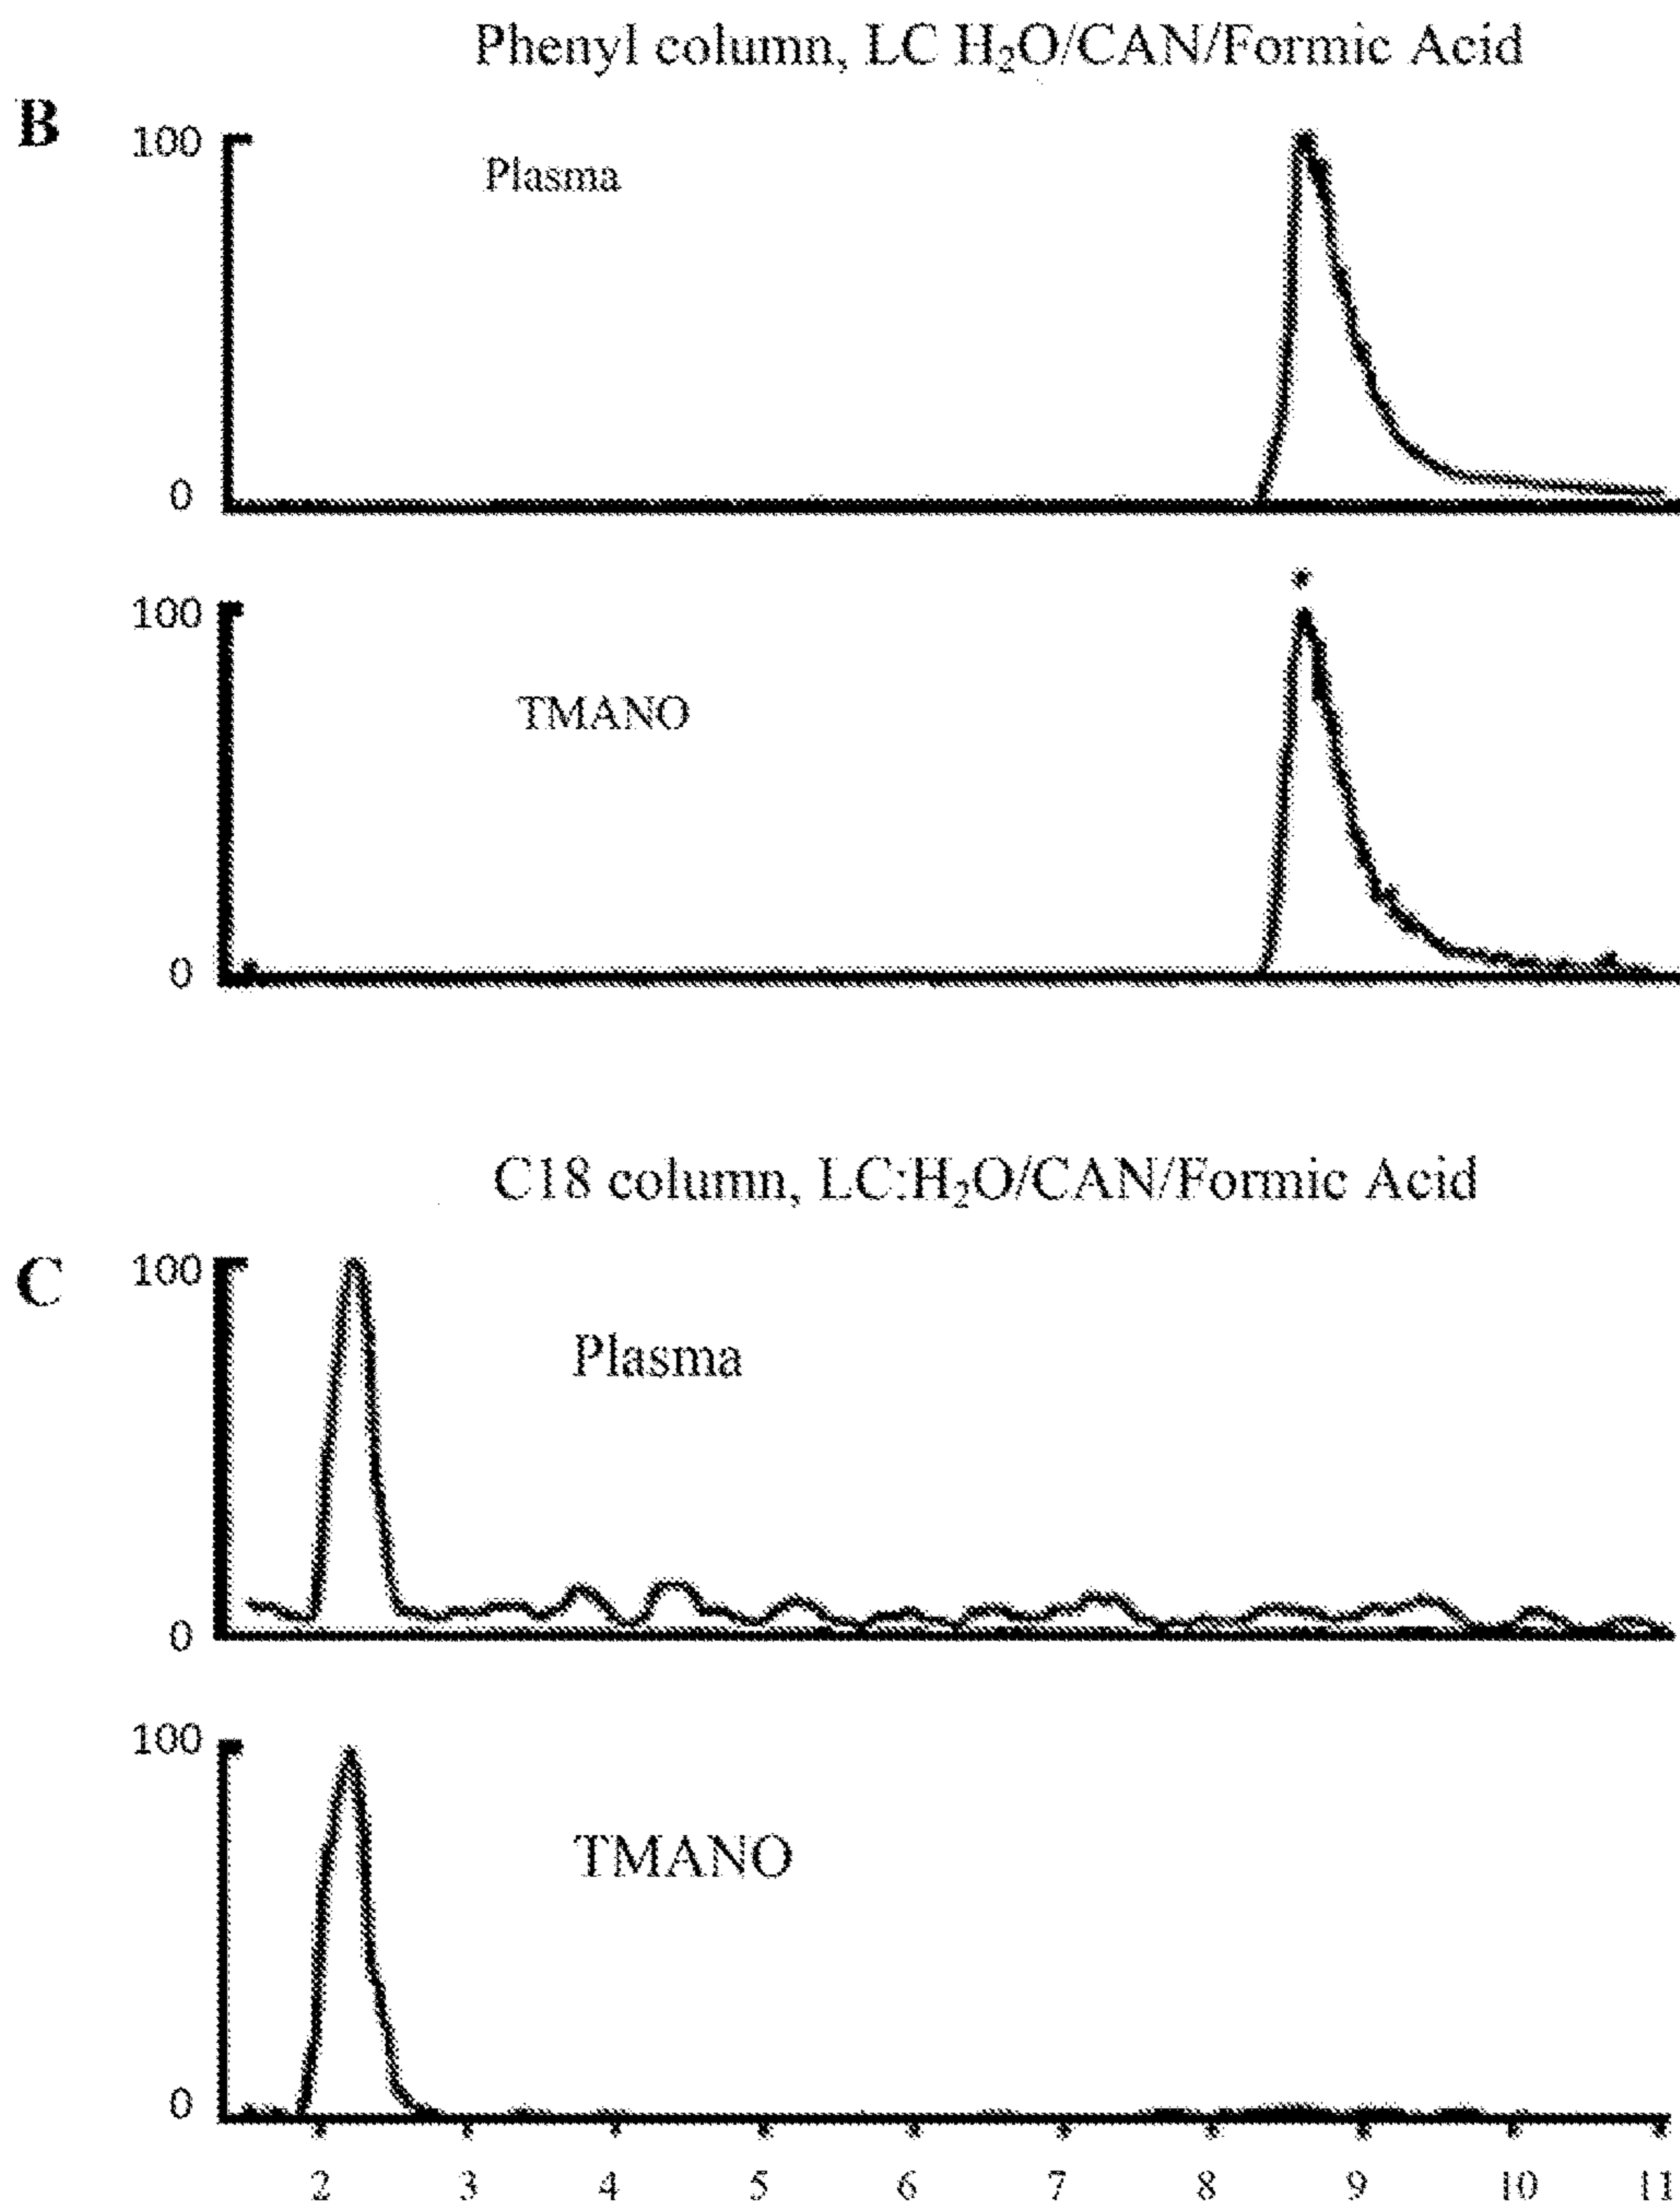 Phenyl column, LC H₂O/CAN/Formic Acid
B
100
Plasma
0
*
100
TMANO
0
C18 column, LC:H₂O/CAN/Formic Acid
C
100
Plasma
0
100
TMANO
0
2 3 4 5 6 7 8 9 10 11